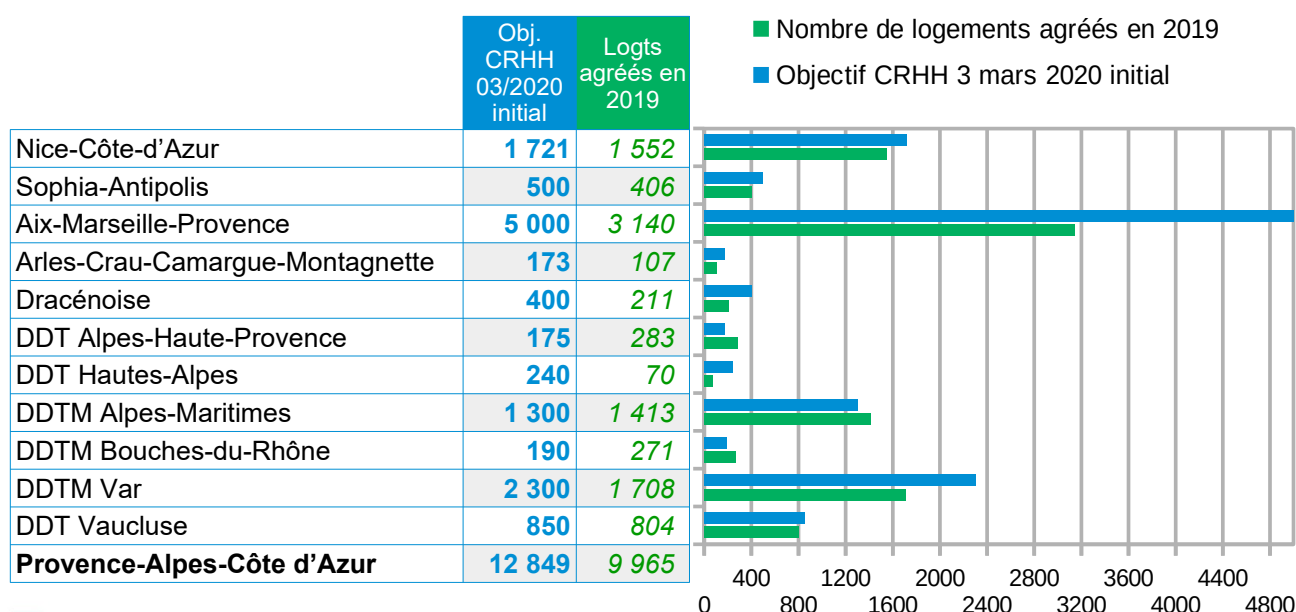 Obj. CRHH 03/2020 initial
Logts agréés en 2019
Nombre de logements agréés en 2019
Objectif CRHH 3 mars 2020 initial
Nice-Côte-d’Azur 1 721 1 552
Sophia-Antipolis 500 406
Aix-Marseille-Provence 5 000 3 140
Arles-Crau-Camargue-Montagnette 173 107
Dracénoise 400 211
DDT Alpes-Haute-Provence 175 283
DDT Hautes-Alpes 240 70
DDTM Alpes-Maritimes 1 300 1 413
DDTM Bouches-du-Rhône 190 271
DDTM Var 2 300 1 708
DDT Vaucluse 850 804
Provence-Alpes-Côte d’Azur 12 849 9 965
400 1200 2000 2800 3600 4400
0 800 1600 2400 3200 4000 4800